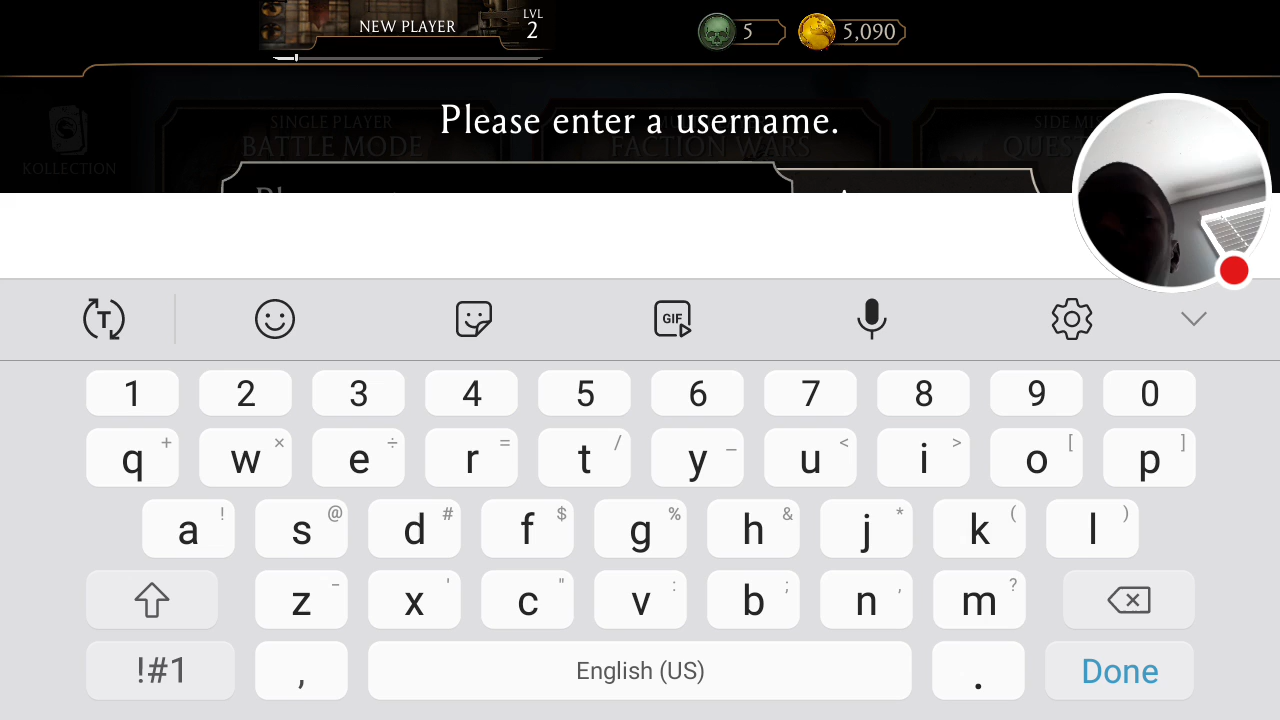 NEW PLAYER
LVL
2
5
5,090
SINGLE PLAYER
BATTLE MODE
FACTION WARS
KOLLECTION
Please enter a username.
T
GIF
1 2 3 4 5 6 7 8 9 0
q + w × e ÷ r = t / y _ u < i > o [ p ]
a ! s @ d # f $ g % h & j * k ( l )
z - x ' c " v : b ; n , m ?
!#1 , English (US) . Done